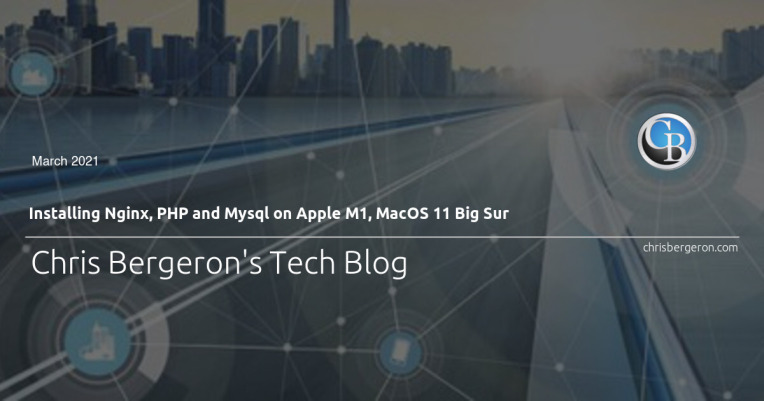 March 2021
CB
Installing Nginx, PHP and Mysql on Apple M1, MacOS 11 Big Sur
chrisbergeron.com
Chris Bergeron's Tech Blog